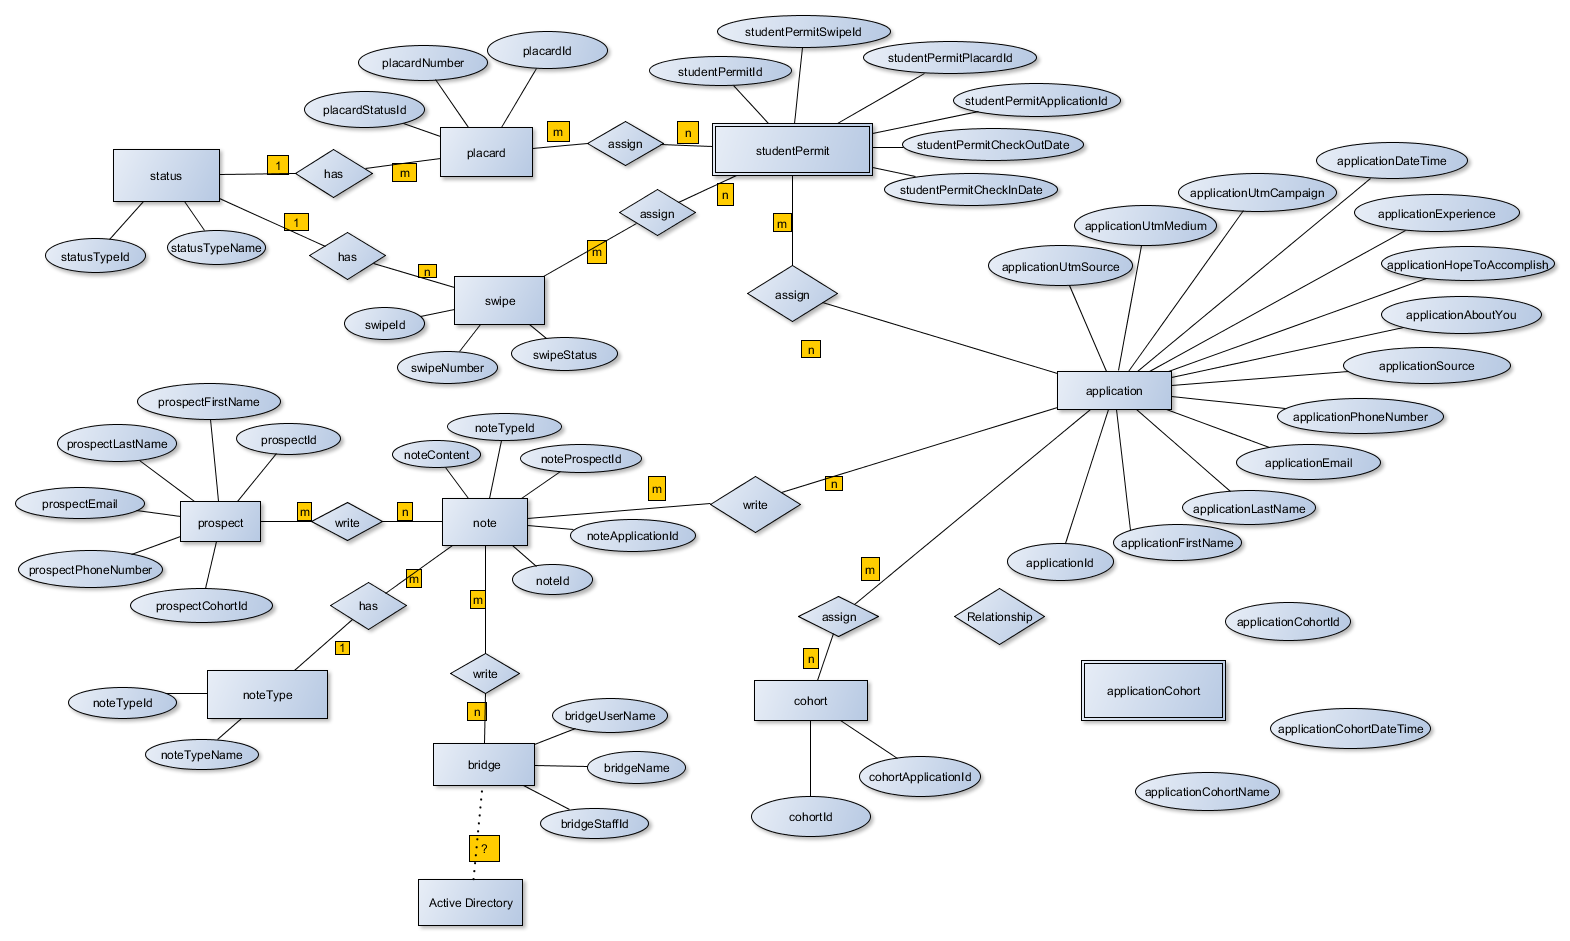 studentPermitSwipeId
placardId
studentPermitPlacardId
placardNumber
studentPermitId
placardStatusId
studentPermitApplicationId
m
n
assign
placard
studentPermit
studentPermitCheckOutDate
applicationDateTime
1
has
m
status
studentPermitCheckInDate
applicationUtmCampaign
n
assign
applicationExperience
m
1
applicationUtmMedium
statusTypeId
statusTypeName
has
m
applicationUtmSource
applicationHopeToAccomplish
n
assign
swipe
applicationAboutYou
swipeId
swipeStatus
n
swipeNumber
applicationSource
application
prospectFirstName
applicationPhoneNumber
noteTypeId
prospectLastName
prospectId
noteContent
noteProspectId
applicationEmail
m
n
prospectEmail
m
n
write
applicationLastName
prospect
write
note
noteApplicationId
applicationFirstName
prospectPhoneNumber
applicationId
m
m
noteId
m
prospectCohortId
has
assign
Relationship
applicationCohortId
1
n
write
noteType
cohort
applicationCohort
noteTypeId
n
bridgeUserName
applicationCohortDateTime
noteTypeName
bridge
bridgeName
cohortApplicationId
applicationCohortName
bridgeStaffId
cohortId
?
Active Directory